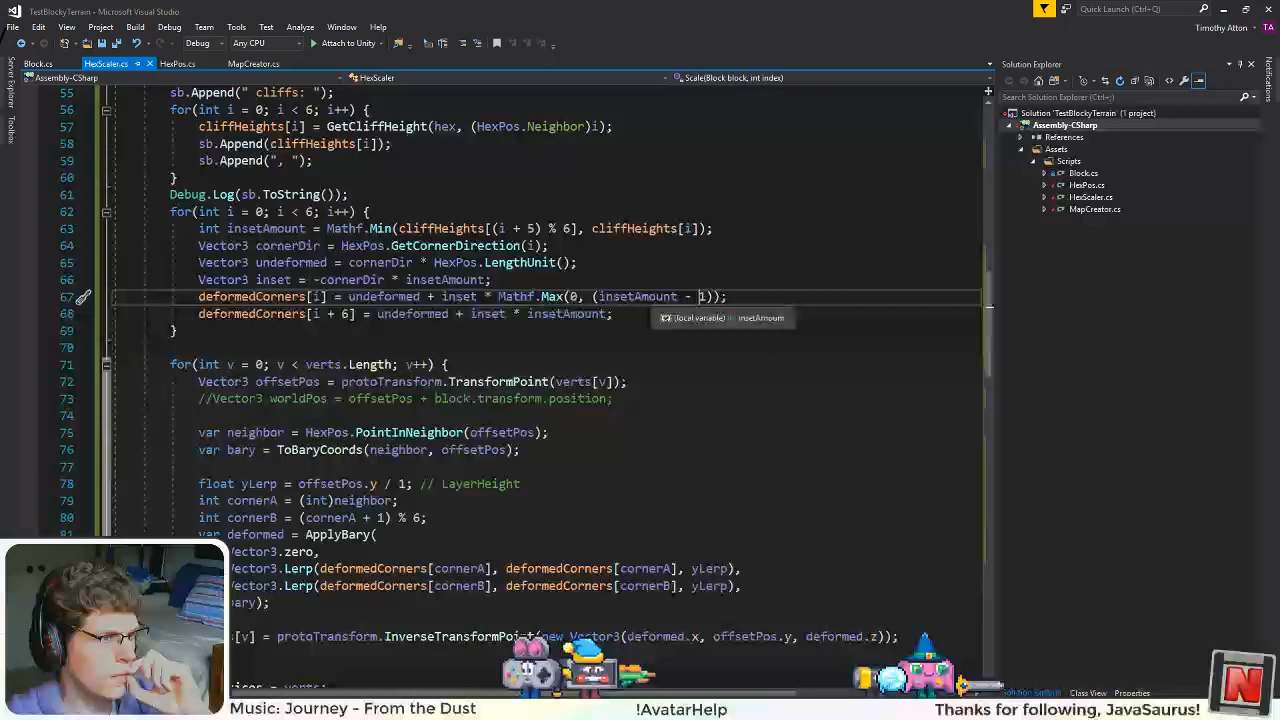 TestBlockyTerrain - Microsoft Visual Studio
Quick Launch (Ctrl+Q)
File Edit View Project Build Debug Team Tools Test Analyze Window Help
Timothy Atton TA
Debug Any CPU Attach to Unity
Block.cs HexScaler.cs HexPos.cs MapCreator.cs
Assembly-CSharp HexScaler Scale(Block block, int index)
Server Explorer
Toolbox
55 sb.Append(" cliffs: ");
56 for(int i = 0; i < 6; i++) {
57 cliffHeights[i] = GetCliffHeight(hex, (HexPos.Neighbor)i);
58 sb.Append(cliffHeights[i]);
59 sb.Append(", ");
60 }
61 Debug.Log(sb.ToString());
62 for(int i = 0; i < 6; i++) {
63 int insetAmount = Mathf.Min(cliffHeights[(i + 5) % 6], cliffHeights[i]);
64 Vector3 cornerDir = HexPos.GetCornerDirection(i);
65 Vector3 undeformed = cornerDir * HexPos.LengthUnit();
66 Vector3 inset = -cornerDir * insetAmount;
67 deformedCorners[i] = undeformed + inset * Mathf.Max(0, (insetAmount - 1));
68 deformedCorners[i + 6] = undeformed + inset * insetAmount;
(local variable) int insetAmount
69 }
70
71 for(int v = 0; v < verts.Length; v++) {
72 Vector3 offsetPos = protoTransform.TransformPoint(verts[v]);
73 //Vector3 worldPos = offsetPos + block.transform.position;
74
75 var neighbor = HexPos.PointInNeighbor(offsetPos);
76 var bary = ToBaryCoords(neighbor, offsetPos);
77
78 float yLerp = offsetPos.y / 1; // LayerHeight
79 int cornerA = (int)neighbor;
80 int cornerB = (cornerA + 1) % 6;
81 var deformed = ApplyBary(
Vector3.zero,
Vector3.Lerp(deformedCorners[cornerA], deformedCorners[cornerA], yLerp),
Vector3.Lerp(deformedCorners[cornerB], deformedCorners[cornerB], yLerp),
bary);
[v] = protoTransform.InverseTransformPoint(new Vector3(deformed.x, offsetPos.y, deformed.z));
= verts;
Solution Explorer
Search Solution Explorer (Ctrl+;)
Solution 'TestBlockyTerrain' (1 project)
Assembly-CSharp
References
Assets
Scripts
Block.cs
HexPos.cs
HexScaler.cs
MapCreator.cs
Notifications
Solution Explorer Class View Properties
N
Music: Journey - From the Dust
!AvatarHelp
Thanks for following, JavaSaurus!